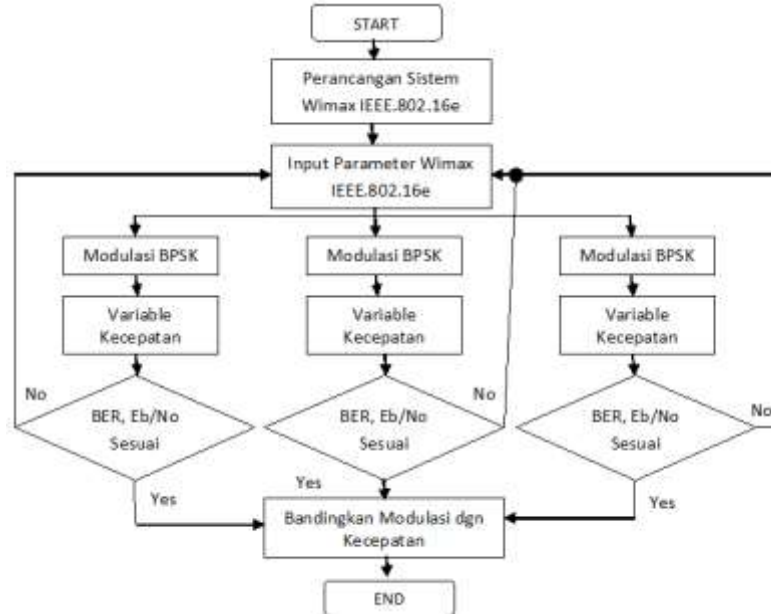 START
Perancangan Sistem
Wimax IEEE.802.16e
Input Parameter Wimax
IEEE.802.16e
Modulasi BPSK
Modulasi BPSK
Modulasi BPSK
Variable
Kecepatan
Variable
Kecepatan
Variable
Kecepatan
No
BER, Eb/No
Sesuai
No
BER, Eb/No
Sesuai
No
BER, Eb/No
Sesuai
Yes
Yes
Yes
Bandingkan Modulasi dgn
Kecepatan
END